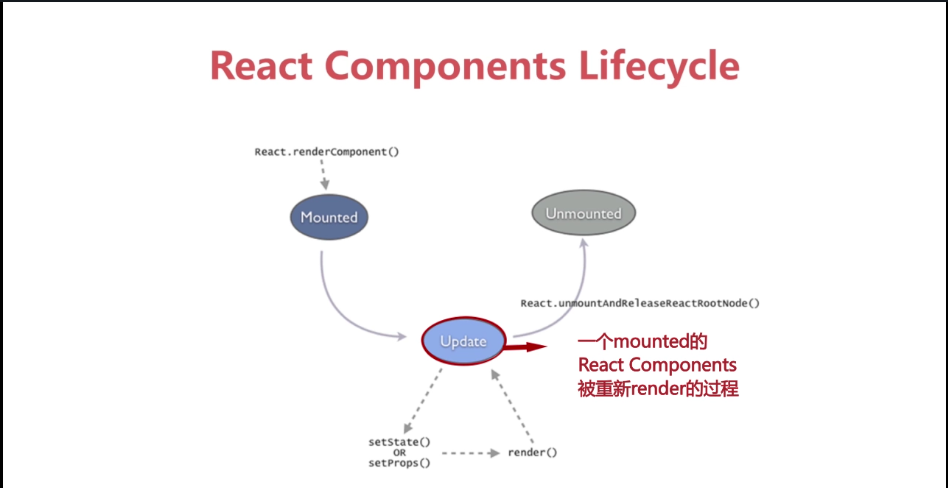 React Components Lifecycle
React.renderComponent()
Mounted
Unmounted
React.unmountAndReleaseReactRootNode()
Update
一个mounted的
React Components
被重新render的过程
setState()
OR
setProps()
render()